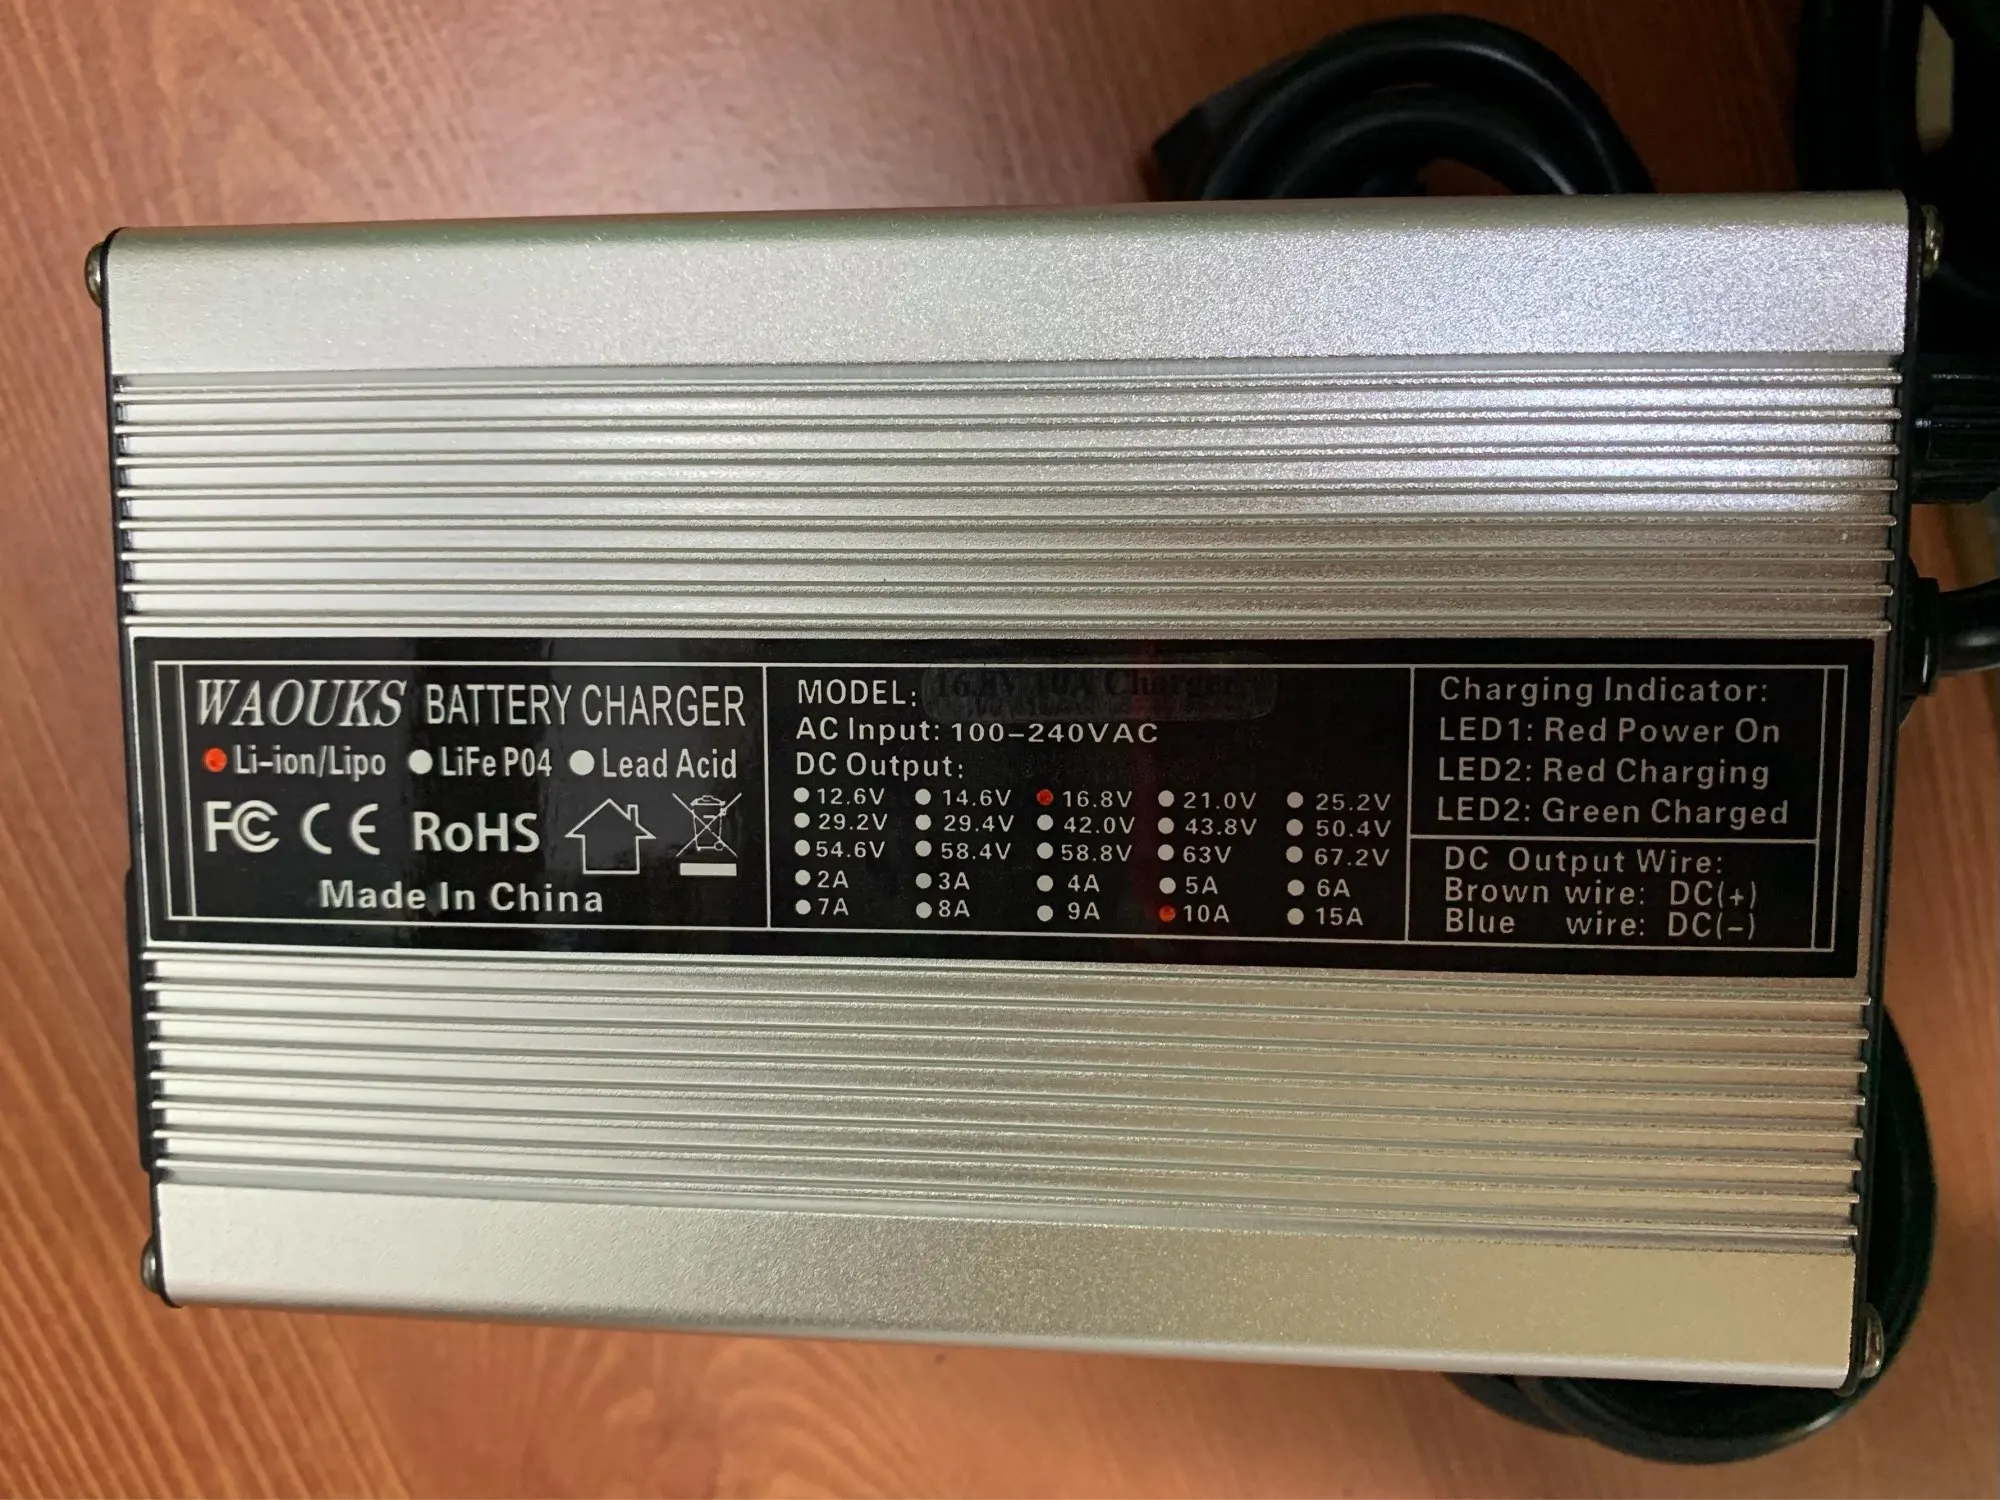 WAOUKS BATTERY CHARGER
Li-ion/Lipo LiFe P04 Lead Acid
FC CE RoHS
Made In China
MODEL: 16.8V 10A Charger
AC Input: 100-240VAC
DC Output:
12.6V 14.6V 16.8V 21.0V 25.2V
29.2V 29.4V 42.0V 43.8V 50.4V
54.6V 58.4V 58.8V 63V 67.2V
2A 3A 4A 5A 6A
7A 8A 9A 10A 15A
Charging Indicator:
LED1: Red Power On
LED2: Red Charging
LED2: Green Charged
DC Output Wire:
Brown wire: DC(+)
Blue wire: DC(-)